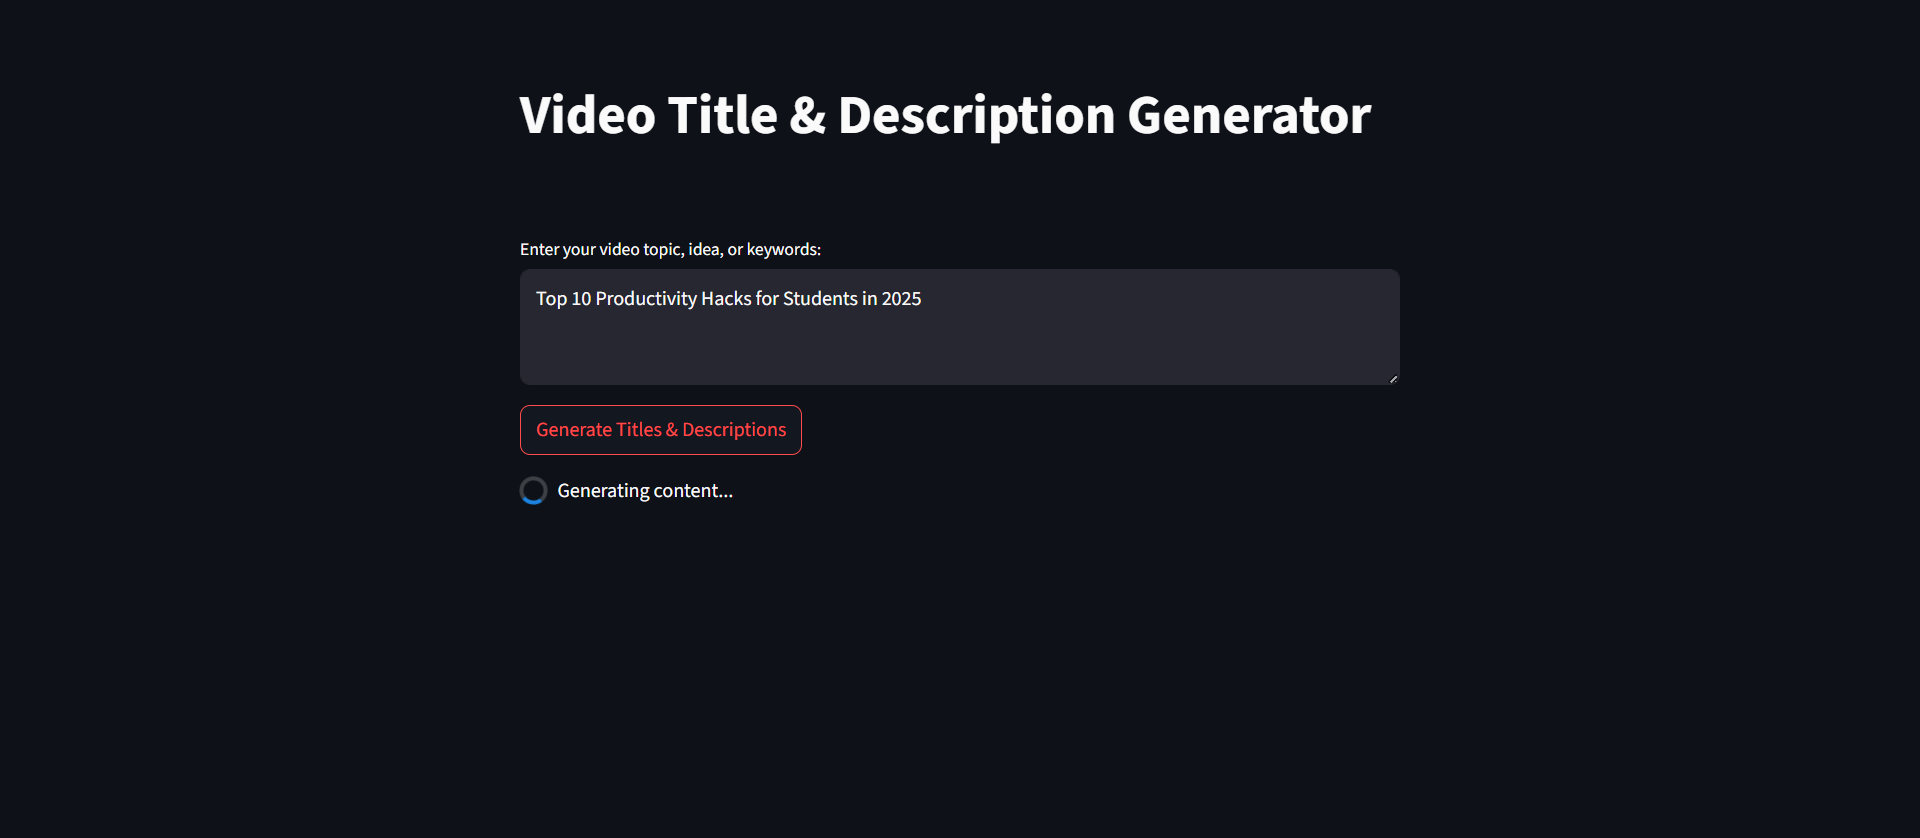 Video Title & Description Generator
Enter your video topic, idea, or keywords:
Top 10 Productivity Hacks for Students in 2025
Generate Titles & Descriptions
Generating content...